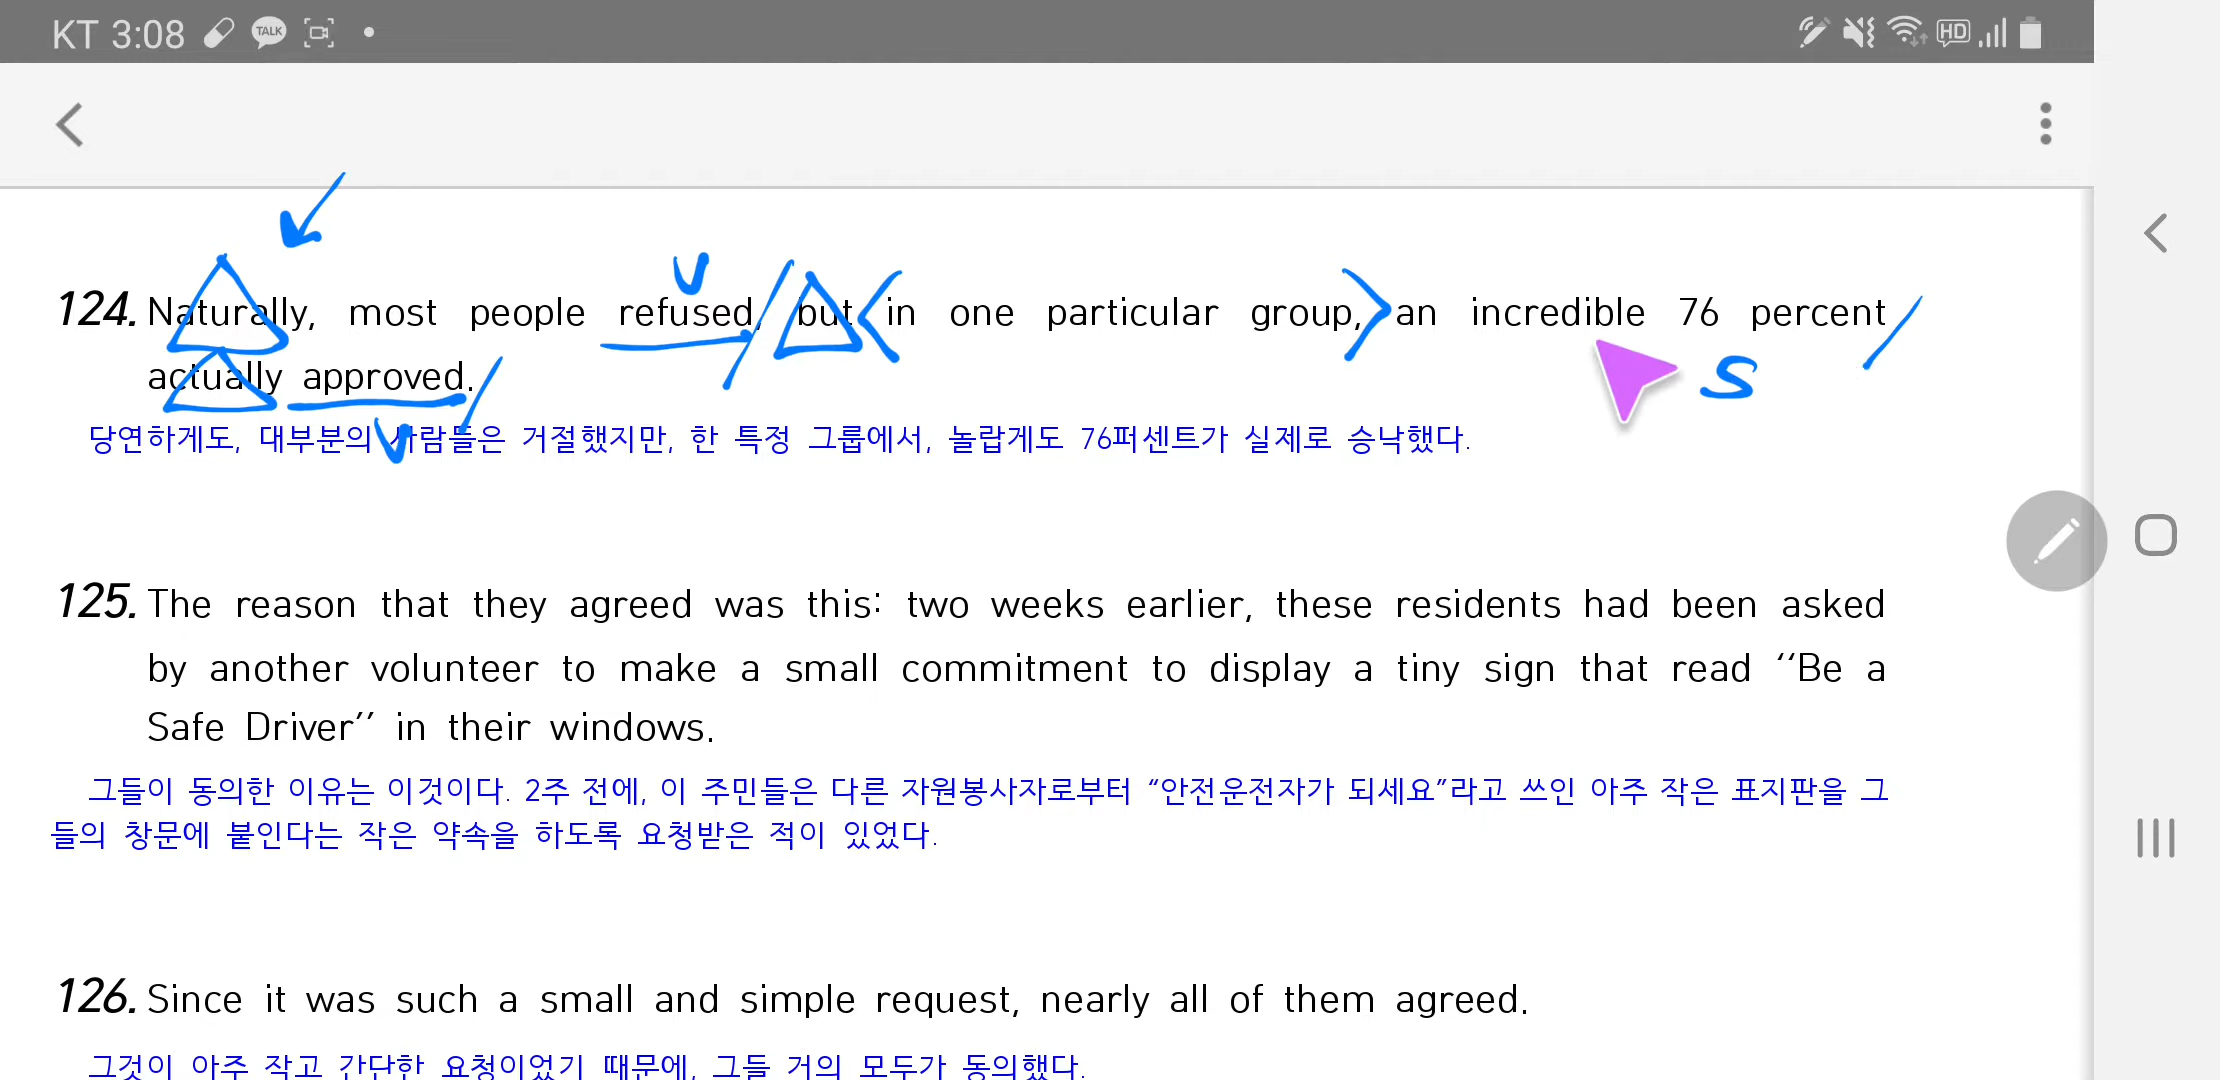 KT 3:08 TALK HD
V
124. Naturally, most people refused, but in one particular group, an incredible 76 percent
S
actually approved.
V
당연하게도, 대부분의 사람들은 거절했지만, 한 특정 그룹에서, 놀랍게도 76퍼센트가 실제로 승낙했다.
125. The reason that they agreed was this: two weeks earlier, these residents had been asked
by another volunteer to make a small commitment to display a tiny sign that read “Be a
Safe Driver” in their windows.
그들이 동의한 이유는 이것이다. 2주 전에, 이 주민들은 다른 자원봉사자로부터 “안전운전자가 되세요”라고 쓰인 아주 작은 표지판을 그
들의 창문에 붙인다는 작은 약속을 하도록 요청받은 적이 있었다.
126. Since it was such a small and simple request, nearly all of them agreed.
그것이 아주 작고 간단한 요청이었기 때문에, 그들 거의 모두가 동의했다.